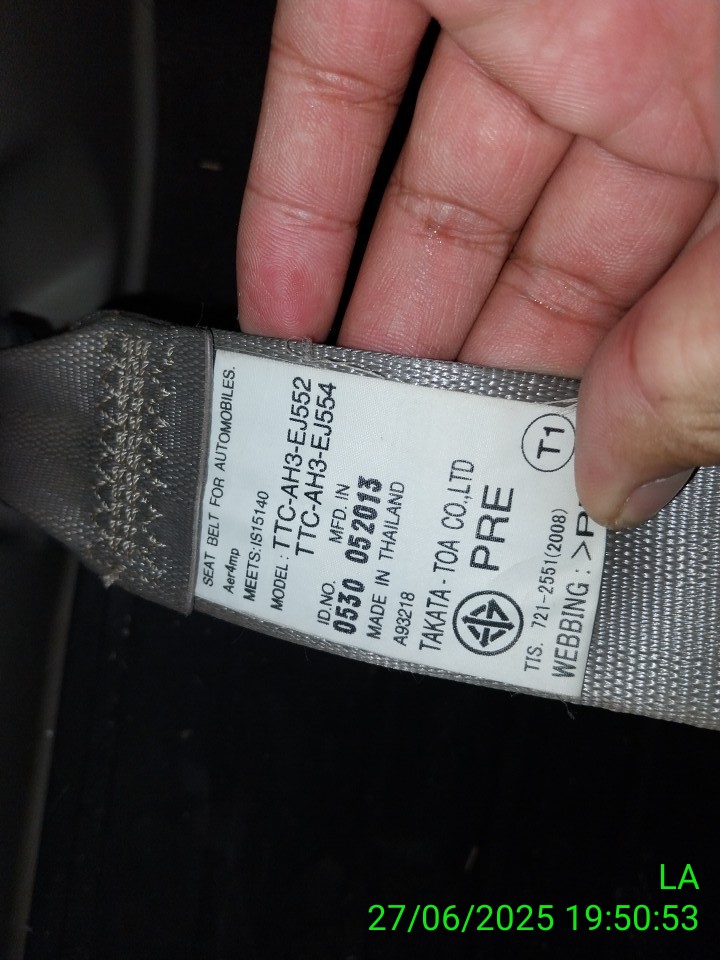 SEAT BELT FOR AUTOMOBILES.
Aer4mp
MEETS:IS15140
MODEL: TTC-AH3-EJ552
TTC-AH3-EJ554
ID.NO. MFD. IN
0530 052013
MADE IN THAILAND
A93218
TAKATA-TOA CO.,LTD
PRE T1
TIS. 721-2551(2008)
WEBBING : >P
LA
27/06/2025 19:50:53